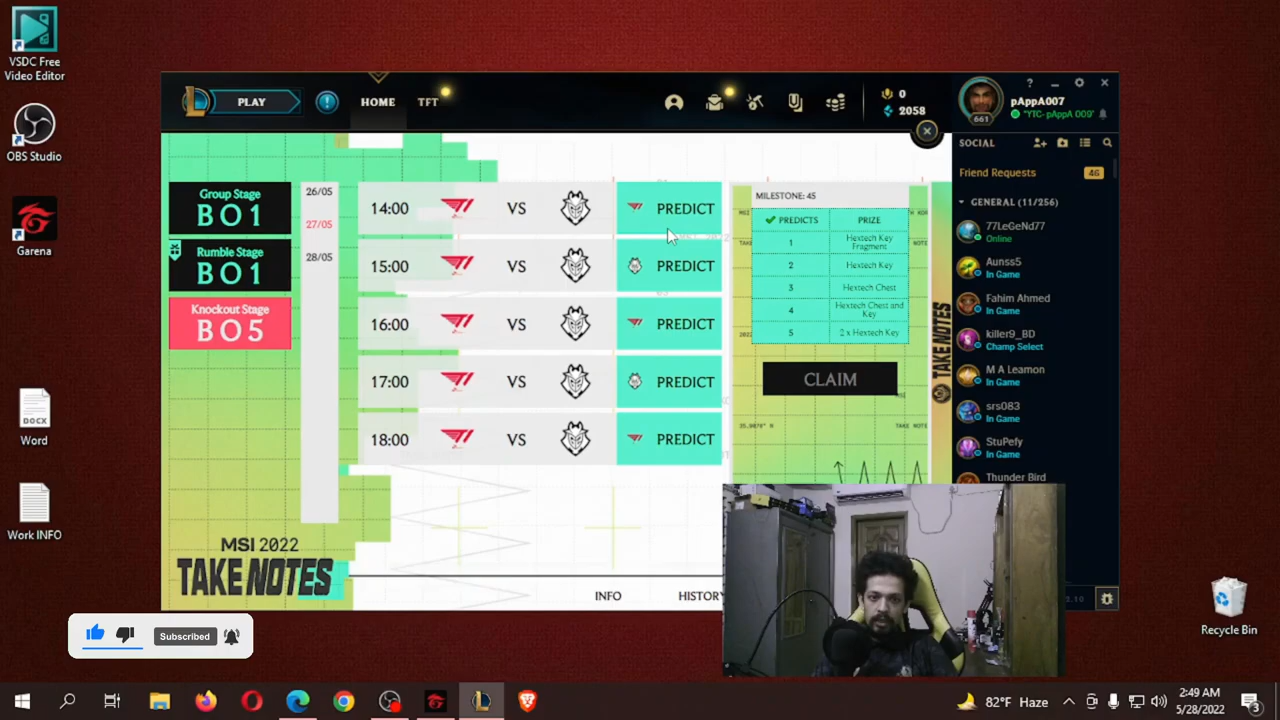 VSDC Free
Video Editor
OBS Studio
Garena
DOCX
Word
Work INFO
PLAY
HOME
TFT
0
2058
661
pAppA007
"YTC- pAppA 009"
Group Stage
BO1
Rumble Stage
BO1
Knockout Stage
BO5
26/05
27/05
28/05
14:00 VS PREDICT
15:00 VS PREDICT
16:00 VS PREDICT
17:00 VS PREDICT
18:00 VS PREDICT
MILESTONE: 45
PREDICTS PRIZE
1 Hextech Key
Fragment
2 Hextech Key
3 Hextech Chest
4 Hextech Chest and
Key
5 2 x Hextech Key
CLAIM
TAKE NOTES
MSI 2022
TAKE NOTES
INFO
HISTORY
SOCIAL
Friend Requests 46
GENERAL (11/256)
77LeGeNd77
Online
Aunss5
In Game
Fahim Ahmed
In Game
killer9_BD
Champ Select
M A Leamon
In Game
srs083
In Game
StuPefy
In Game
Thunder Bird
Subscribed
Recycle Bin
82°F Haze
2:49 AM
5/28/2022
3